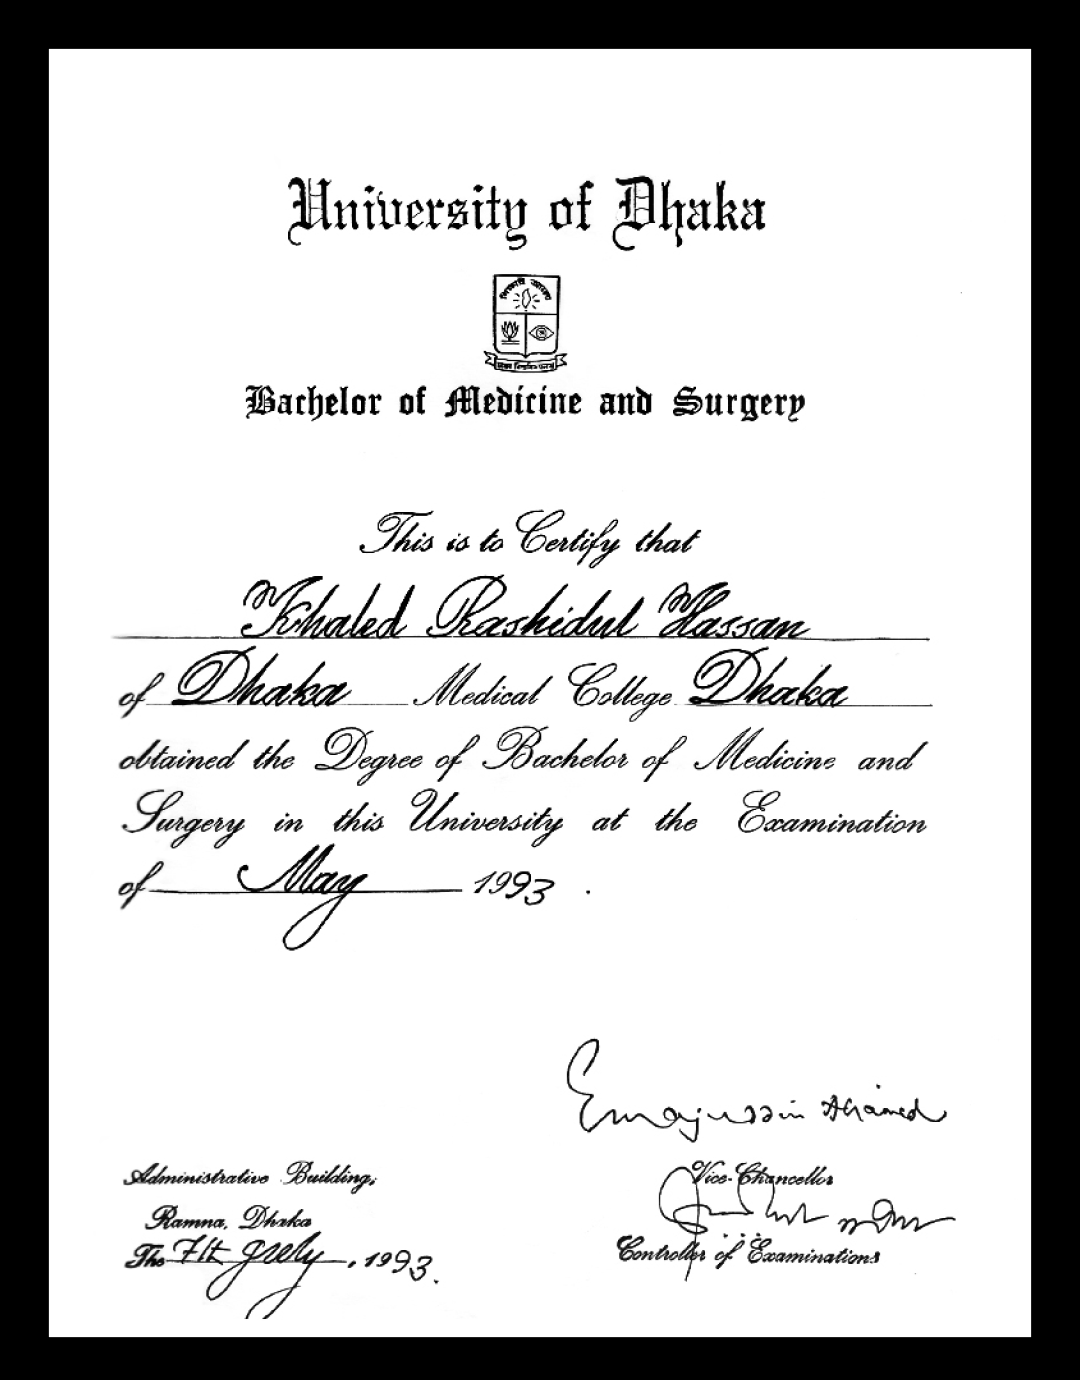 University of Dhaka
Bachelor of Medicine and Surgery
This is to Certify that
Khaled Rashidul Hassan
of Dhaka Medical College Dhaka
obtained the Degree of Bachelor of Medicine and
Surgery in this University at the Examination
of May 1993 .
Emajuddin Ahamed
Vice-Chancellor
Administrative Building,
Ramna, Dhaka
The 7th July, 1993.
Controller of Examinations